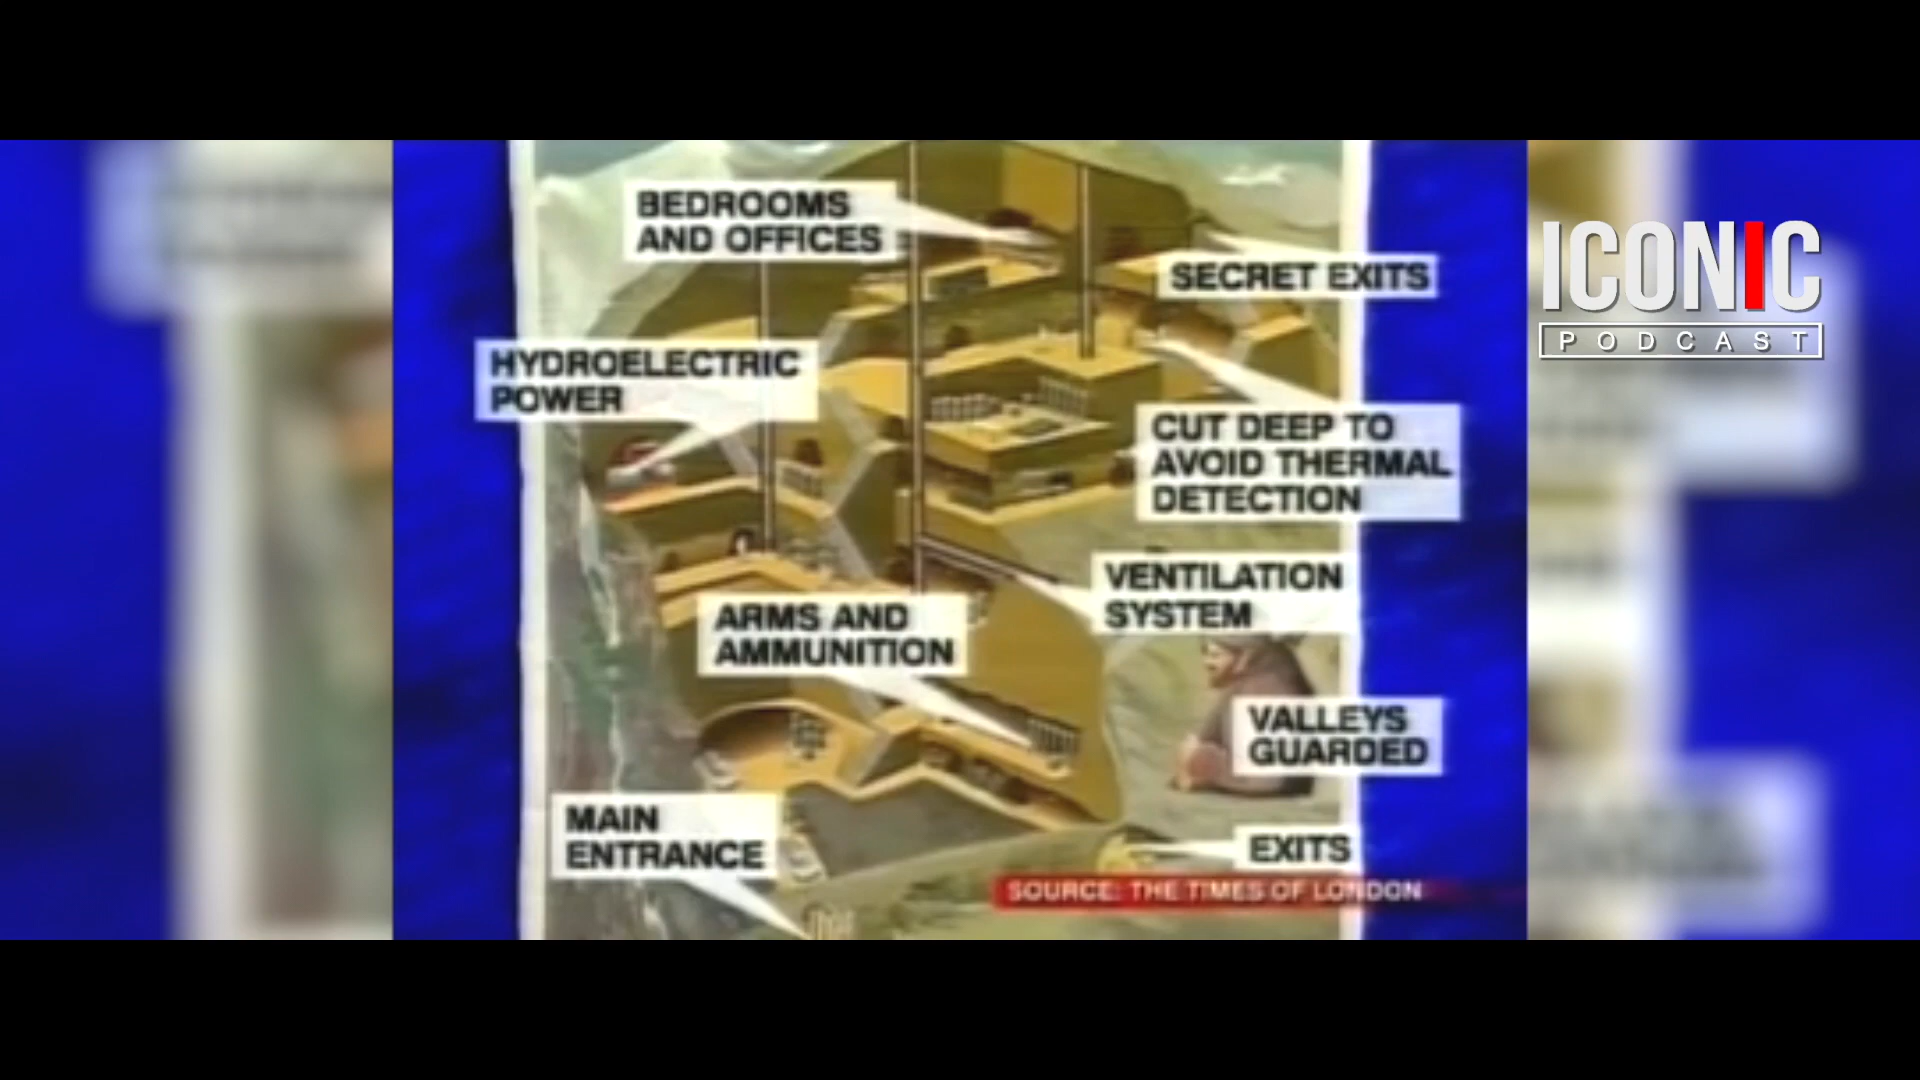 BEDROOMS
AND OFFICES
SECRET EXITS
ICONIC
PODCAST
HYDROELECTRIC
POWER
CUT DEEP TO
AVOID THERMAL
DETECTION
VENTILATION
SYSTEM
ARMS AND
AMMUNITION
VALLEYS
GUARDED
MAIN
ENTRANCE
EXITS
SOURCE: THE TIMES OF LONDON